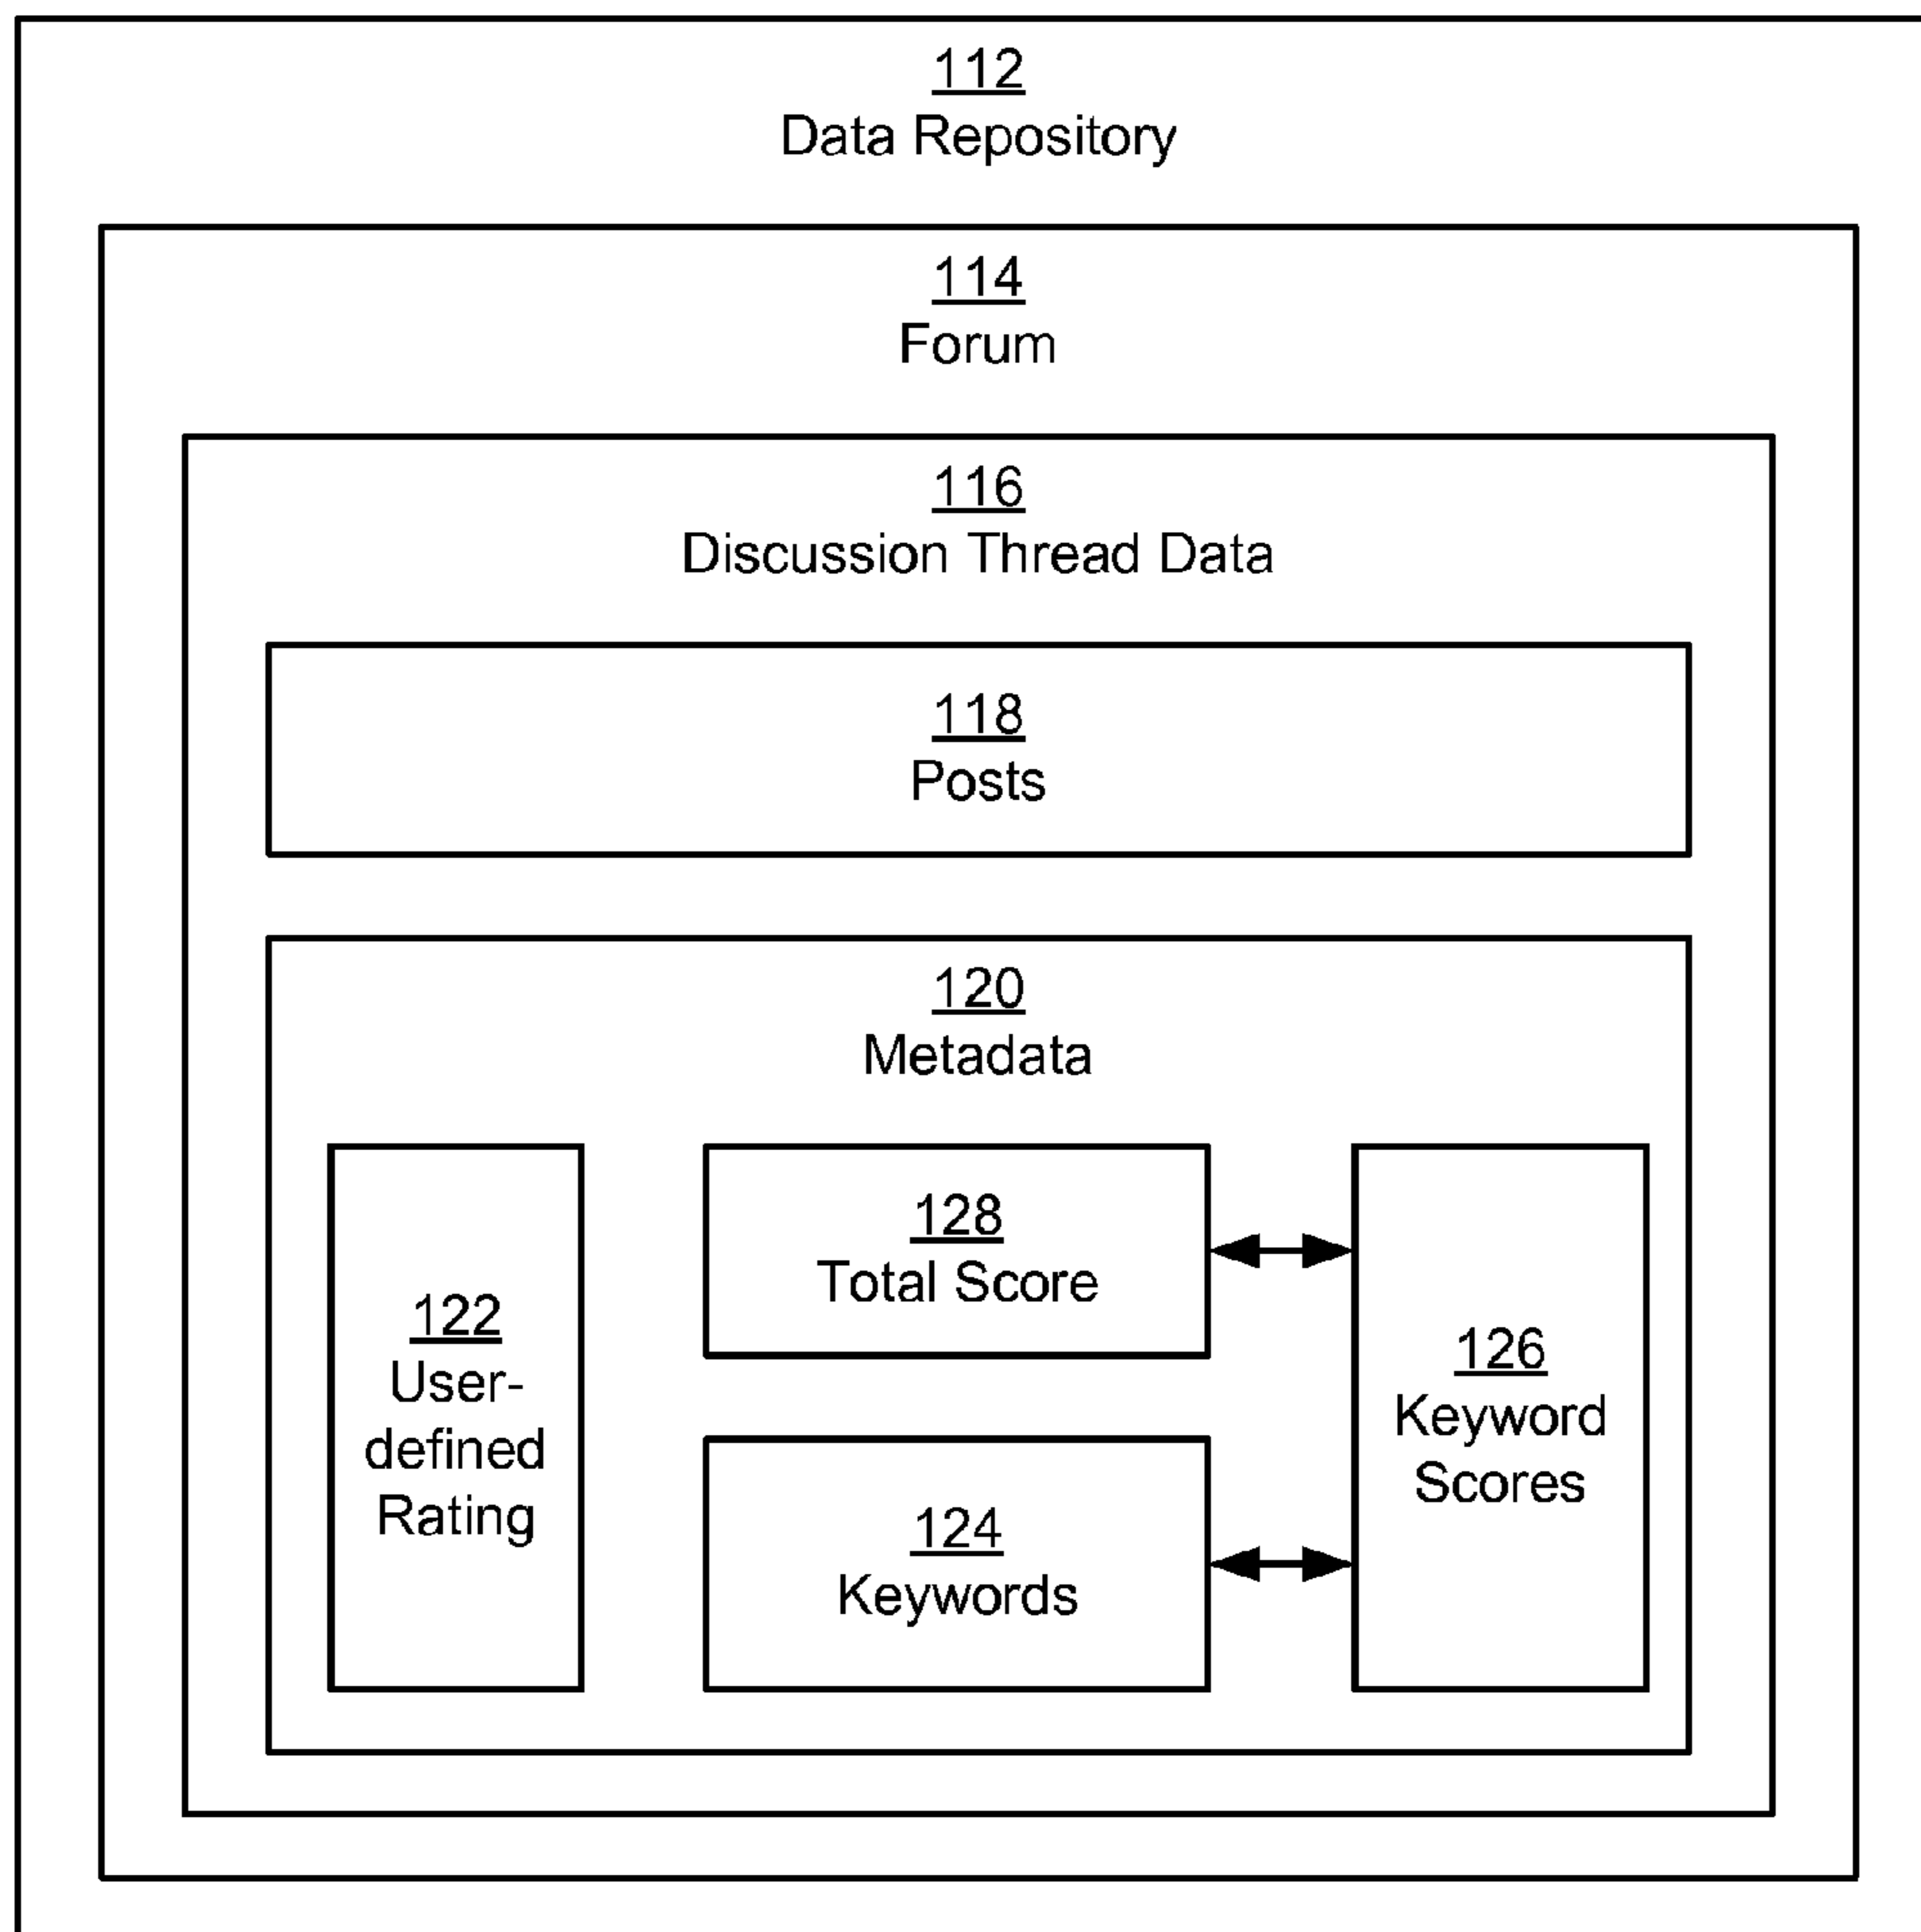 112
Data Repository
114
Forum
116
Discussion Thread Data
118
Posts
120
Metadata
122
User-
defined
Rating
128
Total Score
124
Keywords
126
Keyword
Scores